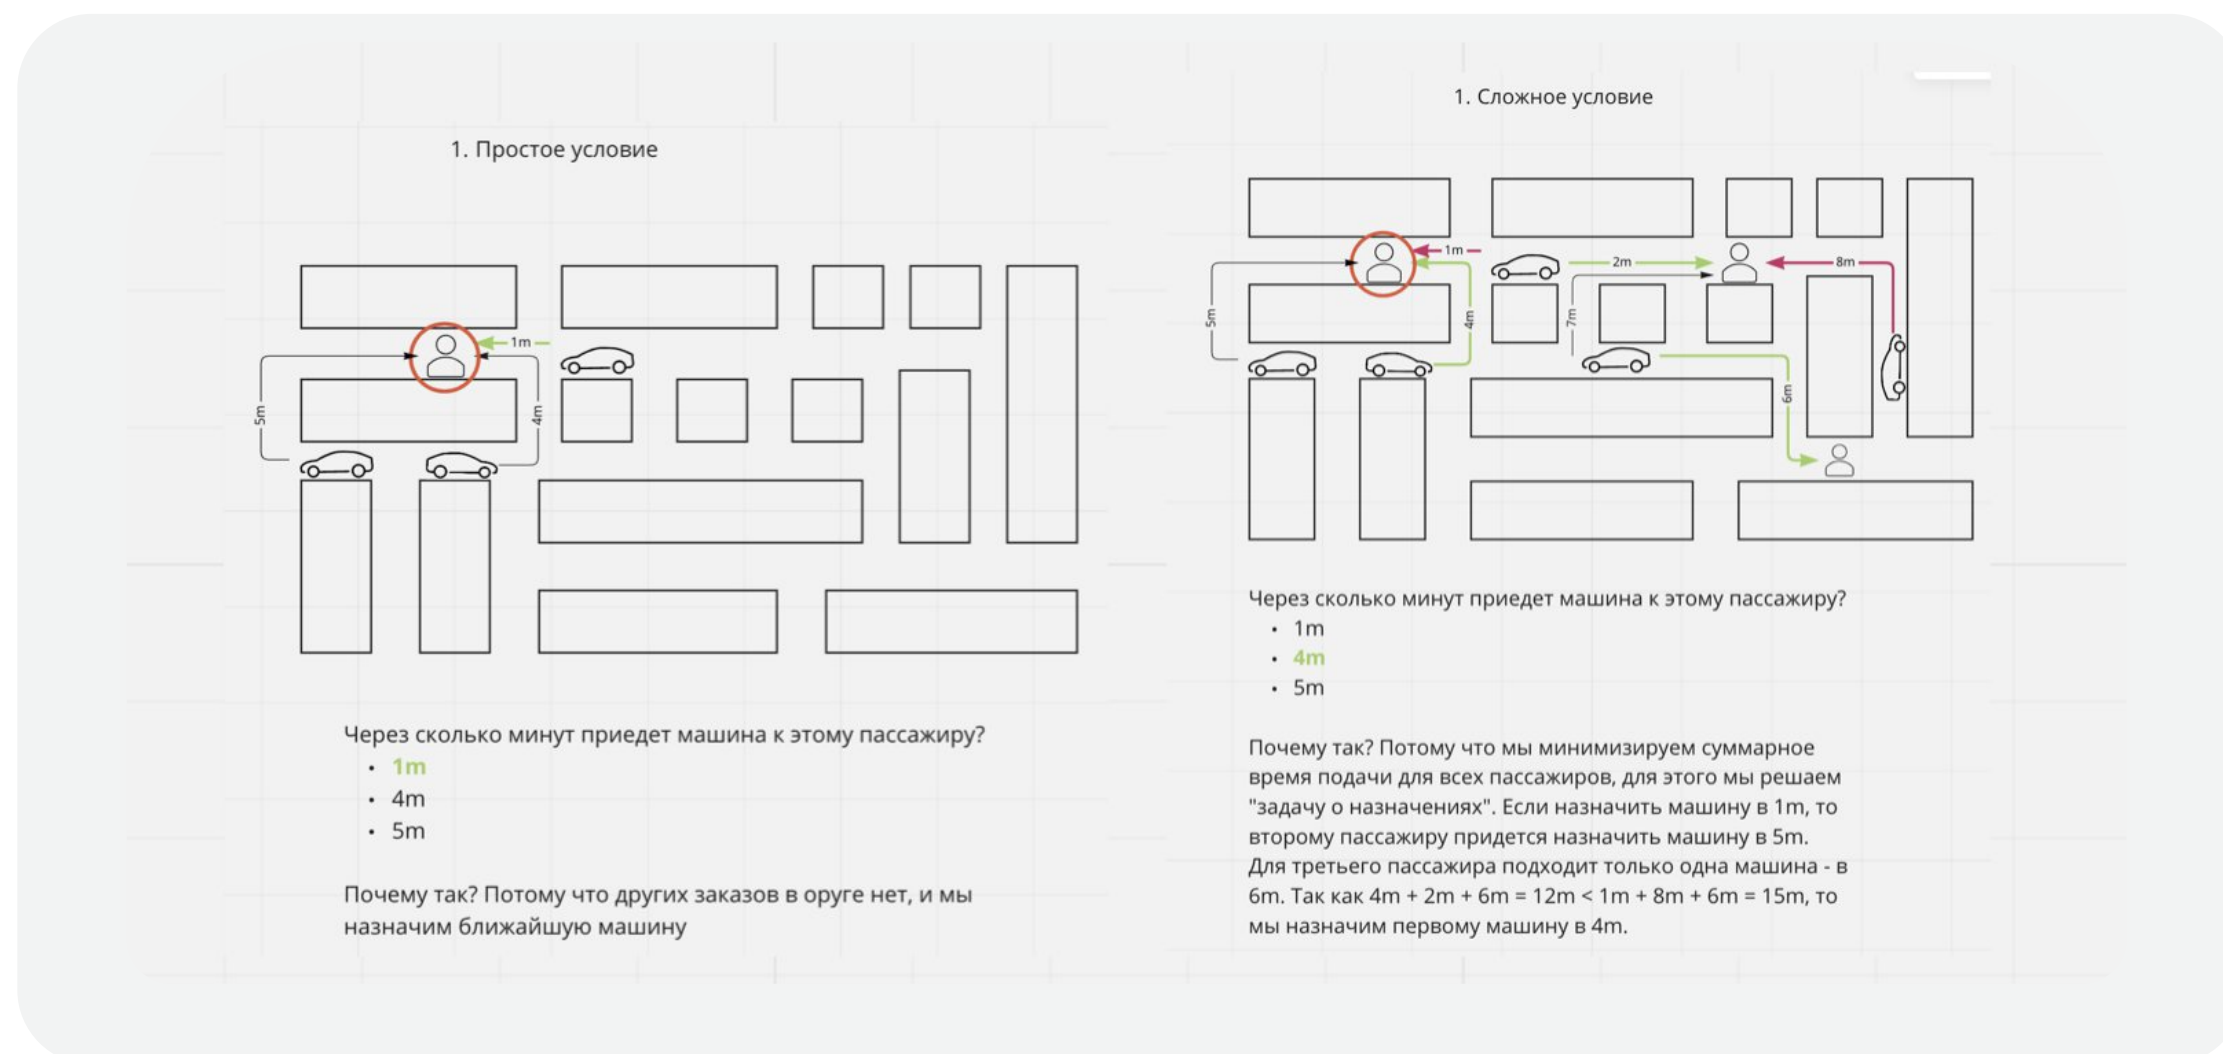 1. Простое условие
1m
5m
4m
Через сколько минут приедет машина к этому пассажиру?
• 1m
• 4m
• 5m
Почему так? Потому что других заказов в оруге нет, и мы
назначим ближайшую машину
1. Сложное условие
1m
2m
8m
5m
4m
7m
6m
Через сколько минут приедет машина к этому пассажиру?
• 1m
• 4m
• 5m
Почему так? Потому что мы минимизируем суммарное
время подачи для всех пассажиров, для этого мы решаем
"задачу о назначениях". Если назначить машину в 1m, то
второму пассажиру придется назначить машину в 5m.
Для третьего пассажира подходит только одна машина - в
6m. Так как 4m + 2m + 6m = 12m < 1m + 8m + 6m = 15m, то
мы назначим первому машину в 4m.